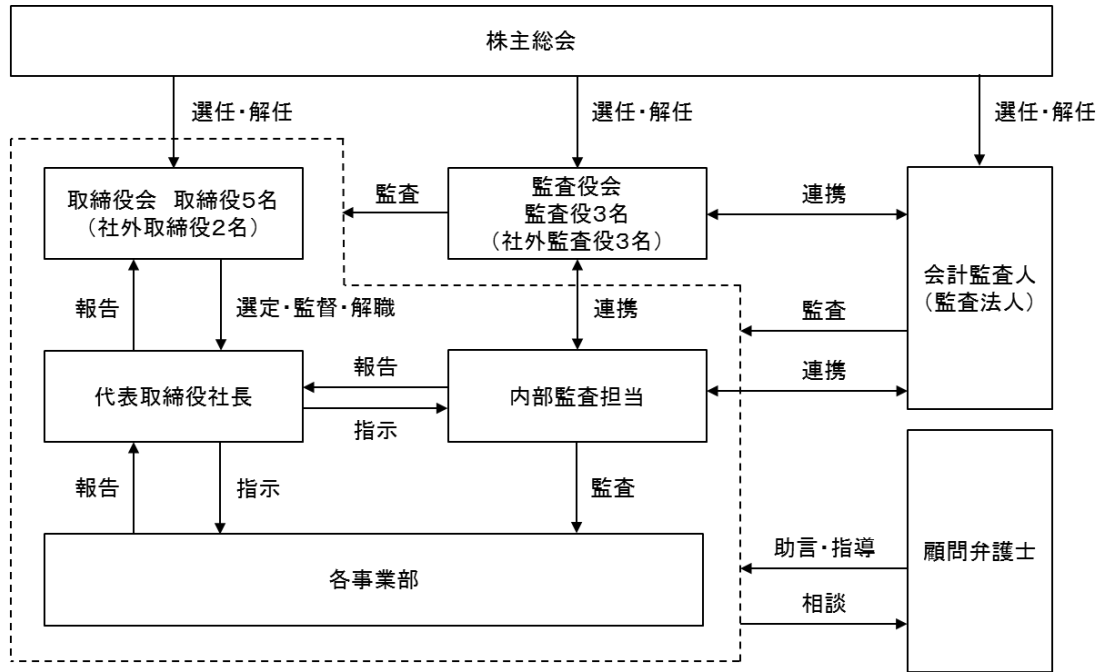 株主総会
選任・解任
選任・解任
選任・解任
取締役会 取締役5名
（社外取締役2名）
監査
監査役会
監査役3名
（社外監査役3名）
連携
会計監査人
（監査法人）
報告
選定・監督・解職
連携
監査
代表取締役社長
報告
指示
内部監査担当
連携
報告
指示
監査
各事業部
助言・指導
相談
顧問弁護士